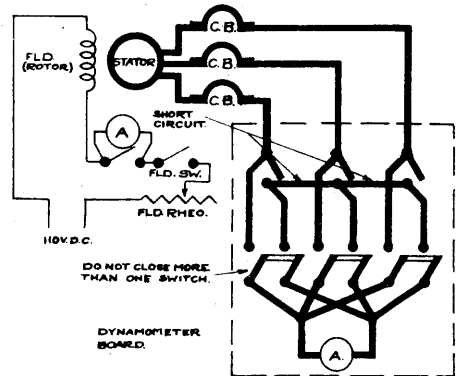 C.B.
FLD.
(ROTOR)
STATOR
C.B.
C.B.
SHORT
CIRCUIT.
A
FLD. SW.
FLD. RHEO.
110V. D.C.
DO NOT CLOSE MORE
THAN ONE SWITCH.
DYNAMOMETER
BOARD.
A.